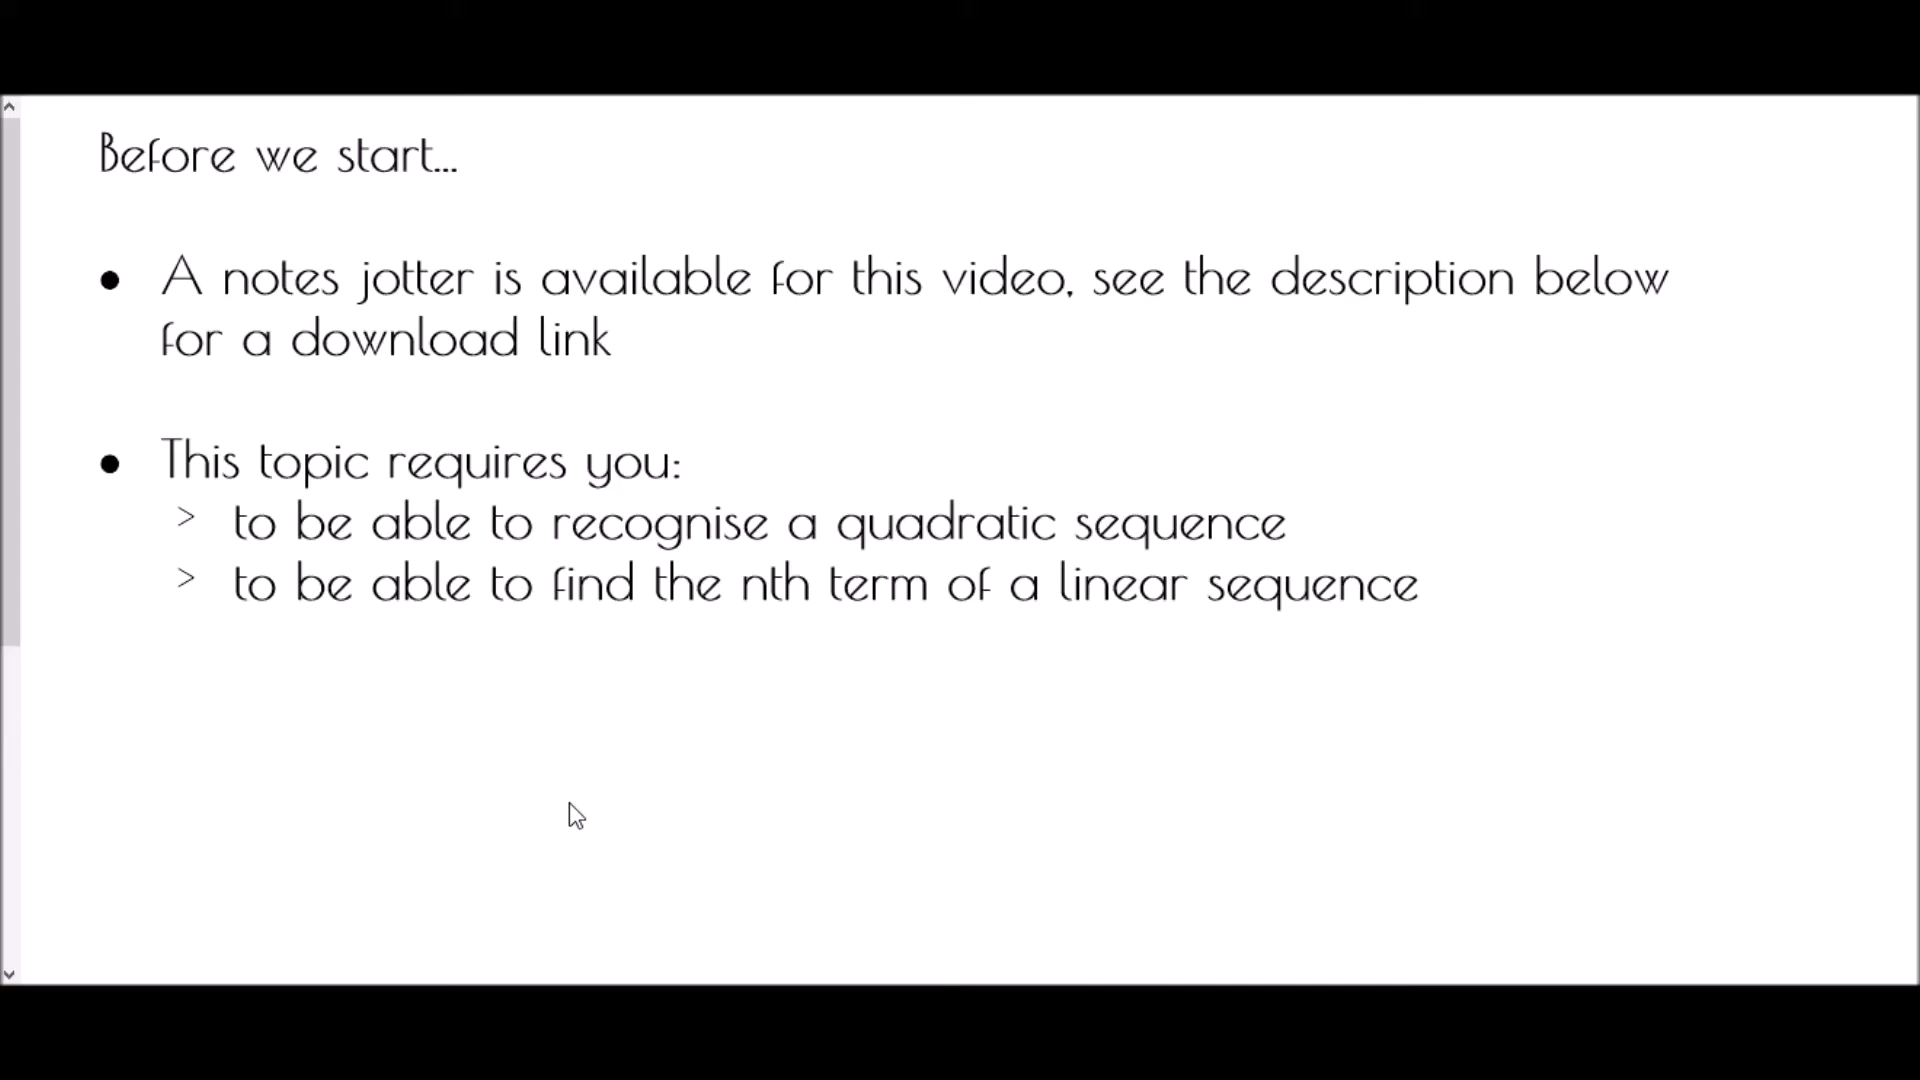 Before we start...
● A notes jotter is available for this video, see the description below
for a download link
● This topic requires you:
> to be able to recognise a quadratic sequence
> to be able to find the nth term of a linear sequence